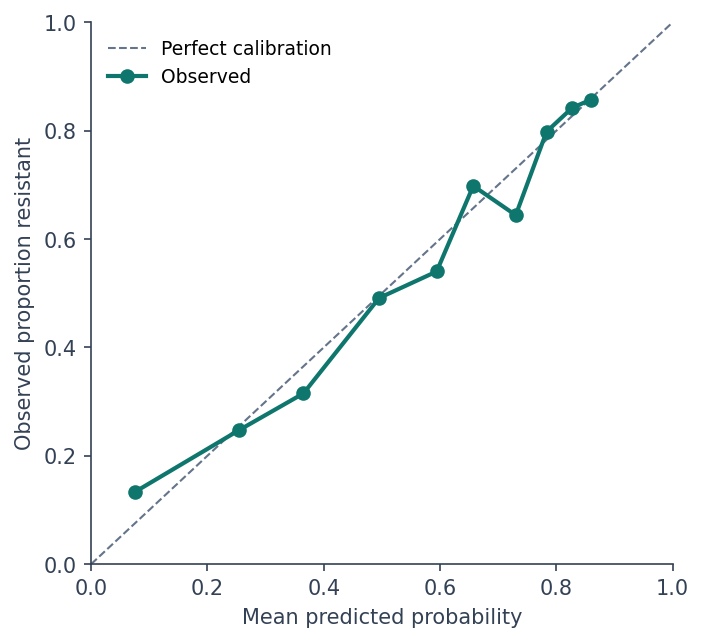 Perfect calibration
Observed
Observed proportion resistant
1.0
0.8
0.6
0.4
0.2
0.0
0.0 0.2 0.4 0.6 0.8 1.0
Mean predicted probability